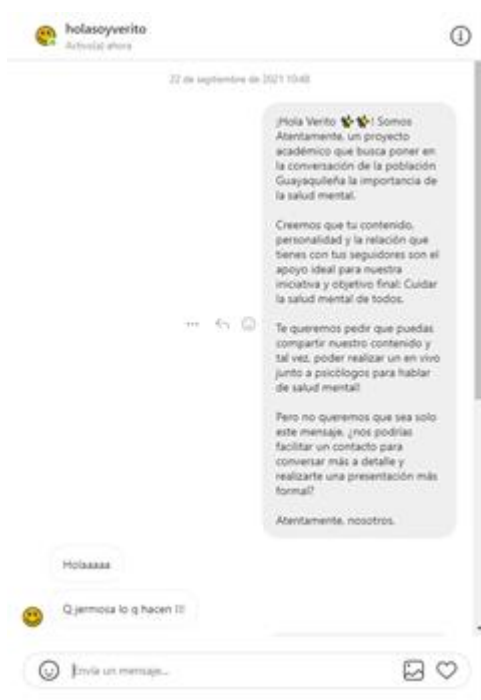 holasoyverito
Activo(a) ahora
22 de septiembre de 2021 10:48
¡Hola Verito ! Somos
Atentamente, un proyecto
académico que busca poner en
la conversación de la población
Guayaquileña la importancia de
la salud mental.
Creemos que tu contenido,
personalidad y la relación que
tienes con tus seguidores son el
apoyo ideal para nuestra
iniciativa y objetivo final: Cuidar
la salud mental de todos.
Te queremos pedir que puedas
compartir nuestro contenido y
tal vez, poder realizar un en vivo
junto a psicólogos para hablar
de salud mental!
Pero no queremos que sea solo
este mensaje, ¿nos podrías
facilitar un contacto para
conversar más a detalle y
realizarte una presentación más
formal?
Atentamente, nosotros.
Holaaaaa
Q jermosa lo q hacen !!!
Envía un mensaje...